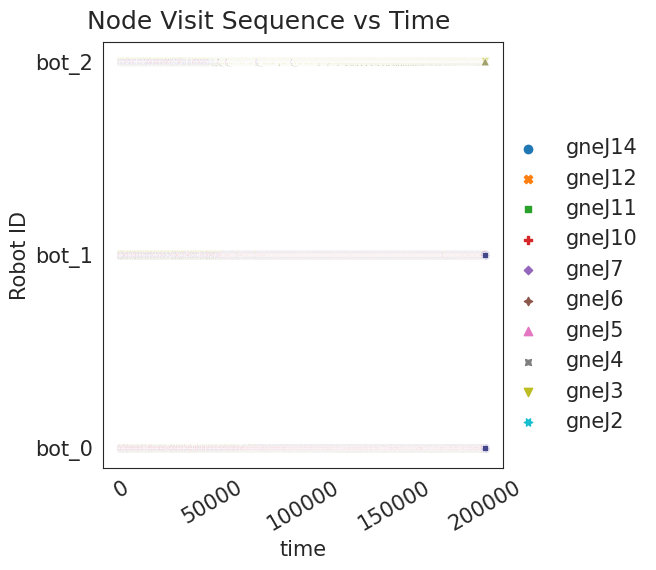 Node Visit Sequence vs Time
bot_2
bot_1
bot_0
Robot ID
0
50000
100000
150000
200000
time
gneJ14
gneJ12
gneJ11
gneJ10
gneJ7
gneJ6
gneJ5
gneJ4
gneJ3
gneJ2